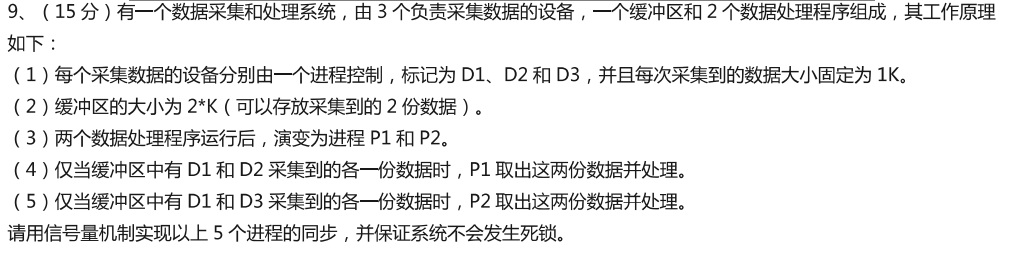 9、（15 分）有一个数据采集和处理系统，由 3 个负责采集数据的设备，一个缓冲区和 2 个数据处理程序组成，其工作原理
如下：
（1）每个采集数据的设备分别由一个进程控制，标记为 D1、D2 和 D3，并且每次采集到的数据大小固定为 1K。
（2）缓冲区的大小为 2*K（可以存放采集到的 2 份数据）。
（3）两个数据处理程序运行后，演变为进程 P1 和 P2。
（4）仅当缓冲区中有 D1 和 D2 采集到的各一份数据时，P1 取出这两份数据并处理。
（5）仅当缓冲区中有 D1 和 D3 采集到的各一份数据时，P2 取出这两份数据并处理。
请用信号量机制实现以上 5 个进程的同步，并保证系统不会发生死锁。